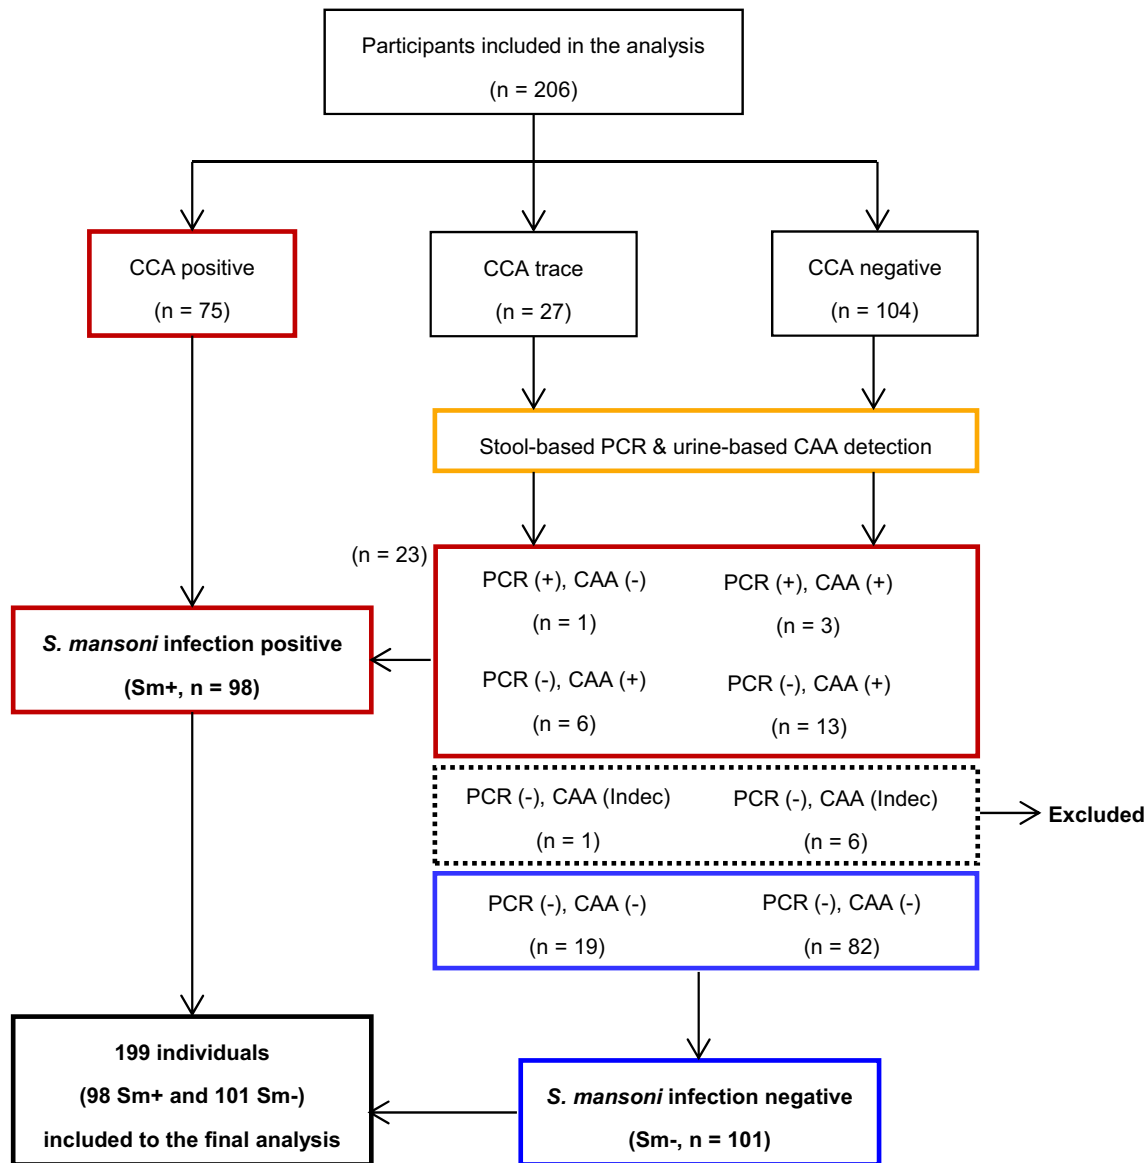 Participants included in the analysis
(n = 206)
CCA positive
(n = 75)
CCA trace
(n = 27)
CCA negative
(n = 104)
Stool-based PCR & urine-based CAA detection
(n = 23)
PCR (+), CAA (-)
(n = 1)
PCR (+), CAA (+)
(n = 3)
PCR (-), CAA (+)
(n = 6)
PCR (-), CAA (+)
(n = 13)
S. mansoni infection positive
(Sm+, n = 98)
PCR (-), CAA (Indec)
(n = 1)
PCR (-), CAA (Indec)
(n = 6)
Excluded
PCR (-), CAA (-)
(n = 19)
PCR (-), CAA (-)
(n = 82)
199 individuals
(98 Sm+ and 101 Sm-)
included to the final analysis
S. mansoni infection negative
(Sm-, n = 101)